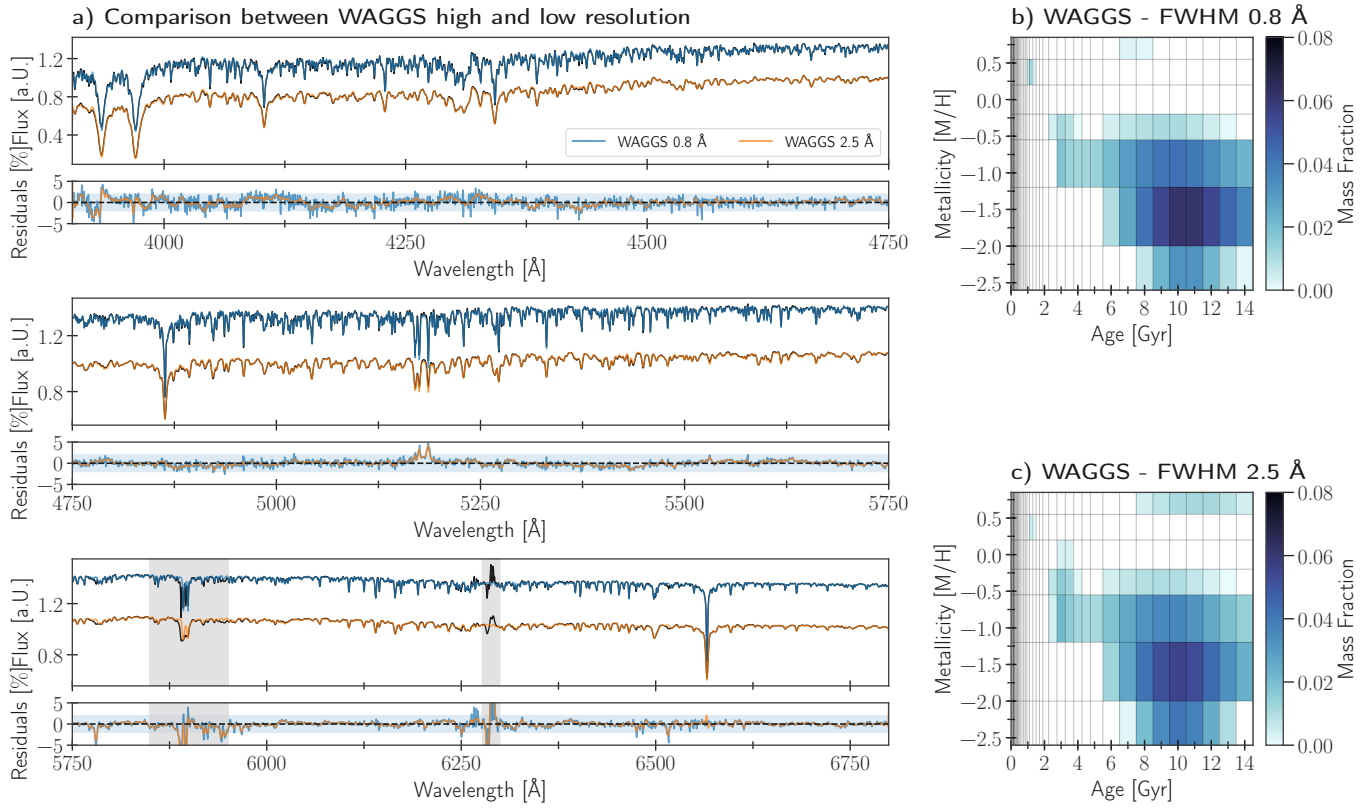 a) Comparison between WAGGS high and low resolution
Flux [a.U.]
1.2
0.8
0.4
WAGGS 0.8 Å
WAGGS 2.5 Å
Residuals [%]
5
0
−5
4000
4250
4500
4750
Wavelength [Å]
Flux [a.U.]
1.2
0.8
Residuals [%]
5
0
−5
4750
5000
5250
5500
5750
Wavelength [Å]
Flux [a.U.]
1.2
0.8
Residuals [%]
5
0
−5
5750
6000
6250
6500
6750
Wavelength [Å]
b) WAGGS - FWHM 0.8 Å
Metallicity [M/H]
0.5
0.0
−0.5
−1.0
−1.5
−2.0
−2.5
0 2 4 6 8 10 12 14
Age [Gyr]
0.08
0.06
0.04
0.02
0.00
Mass Fraction
c) WAGGS - FWHM 2.5 Å
Metallicity [M/H]
0.5
0.0
−0.5
−1.0
−1.5
−2.0
−2.5
0 2 4 6 8 10 12 14
Age [Gyr]
0.08
0.06
0.04
0.02
0.00
Mass Fraction